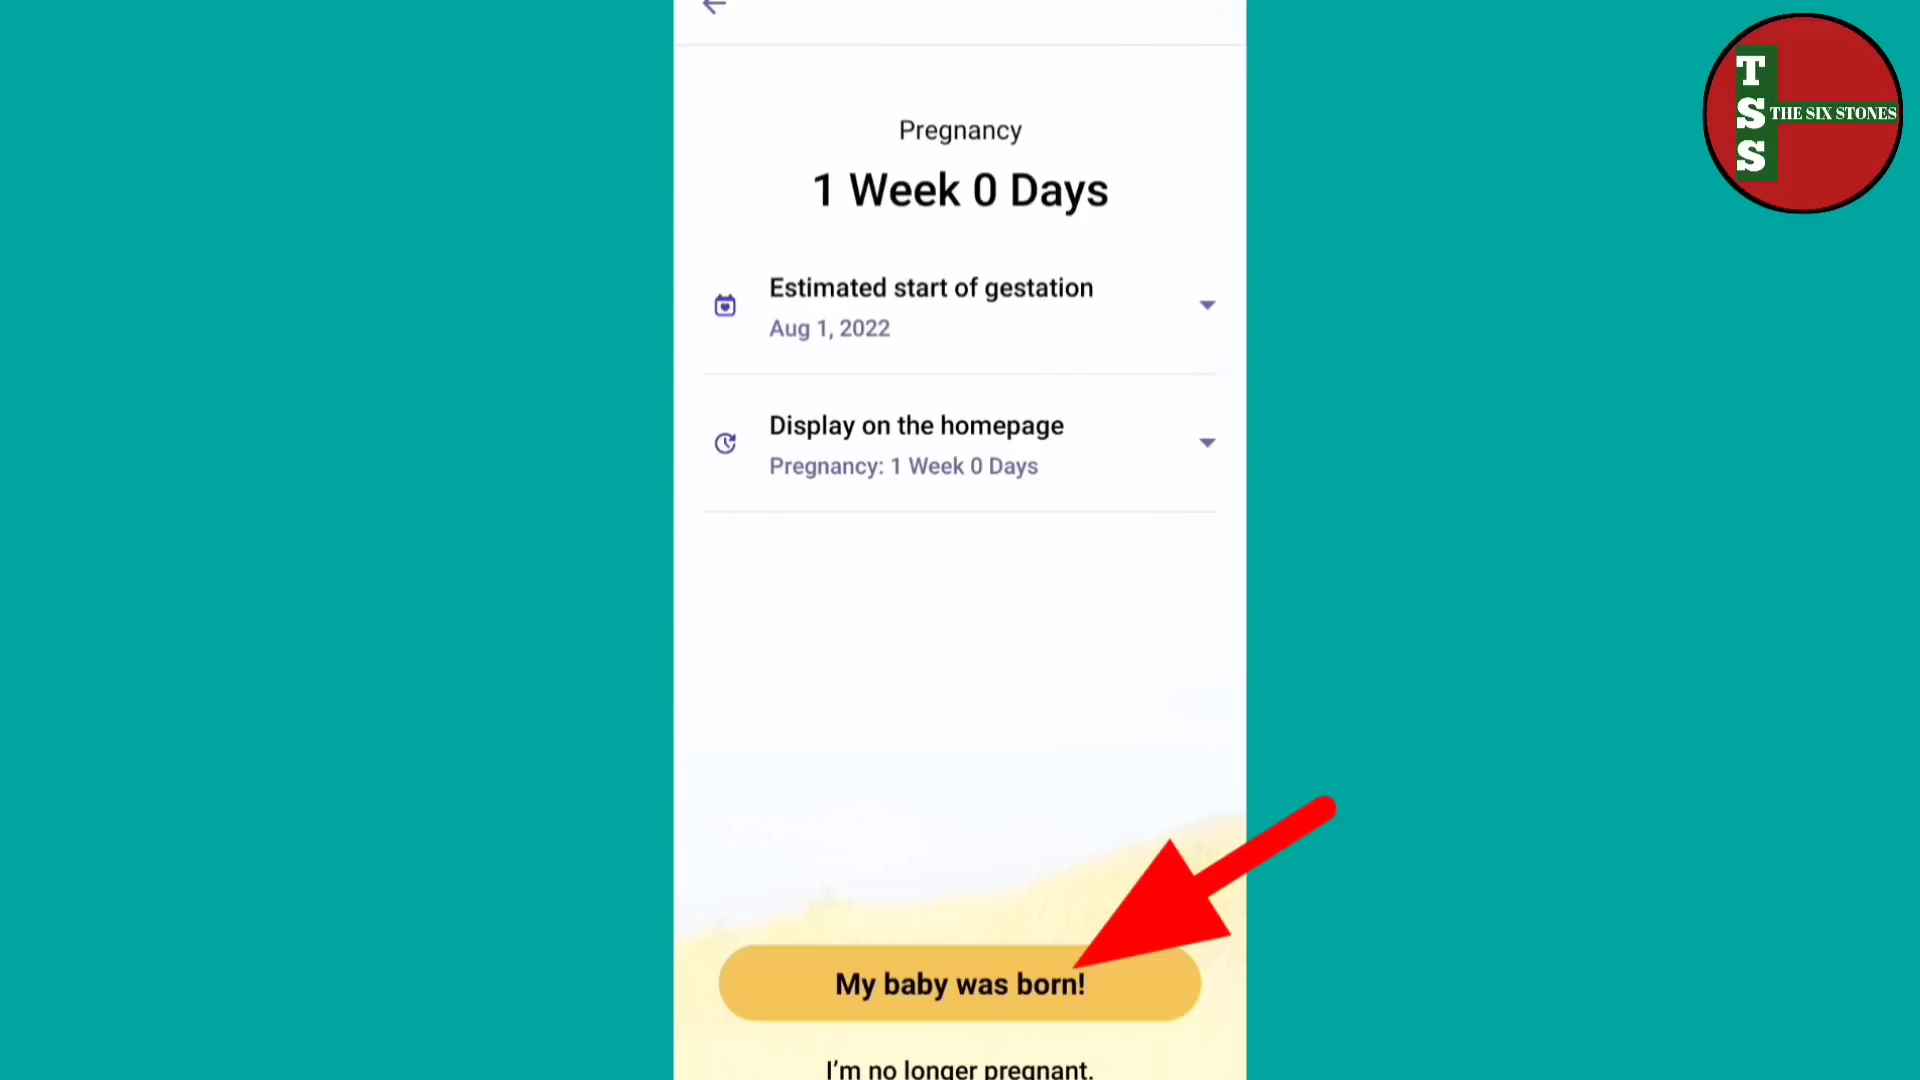 Pregnancy
1 Week 0 Days
Estimated start of gestation
Aug 1, 2022
Display on the homepage
Pregnancy: 1 Week 0 Days
My baby was born!
I'm no longer pregnant.
TSS
THE SIX STONES